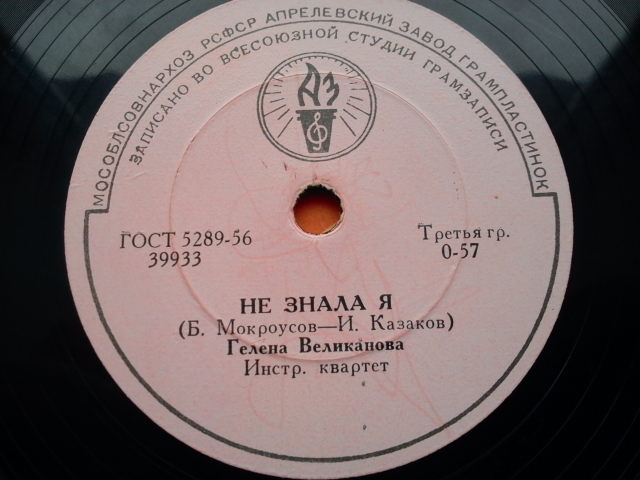 МОСОБЛСОВНАРХОЗ РСФСР АПРЕЛЕВСКИЙ ЗАВОД ГРАМПЛАСТИНОК
ЗАПИСАНО ВО ВСЕСОЮЗНОЙ СТУДИИ ГРАМЗАПИСИ
АЗ
ГОСТ 5289-56
39933
Третья гр.
0-57
НЕ ЗНАЛА Я
(Б. Мокроусов—И. Казаков)
Гелена Великанова
Инстр. квартет